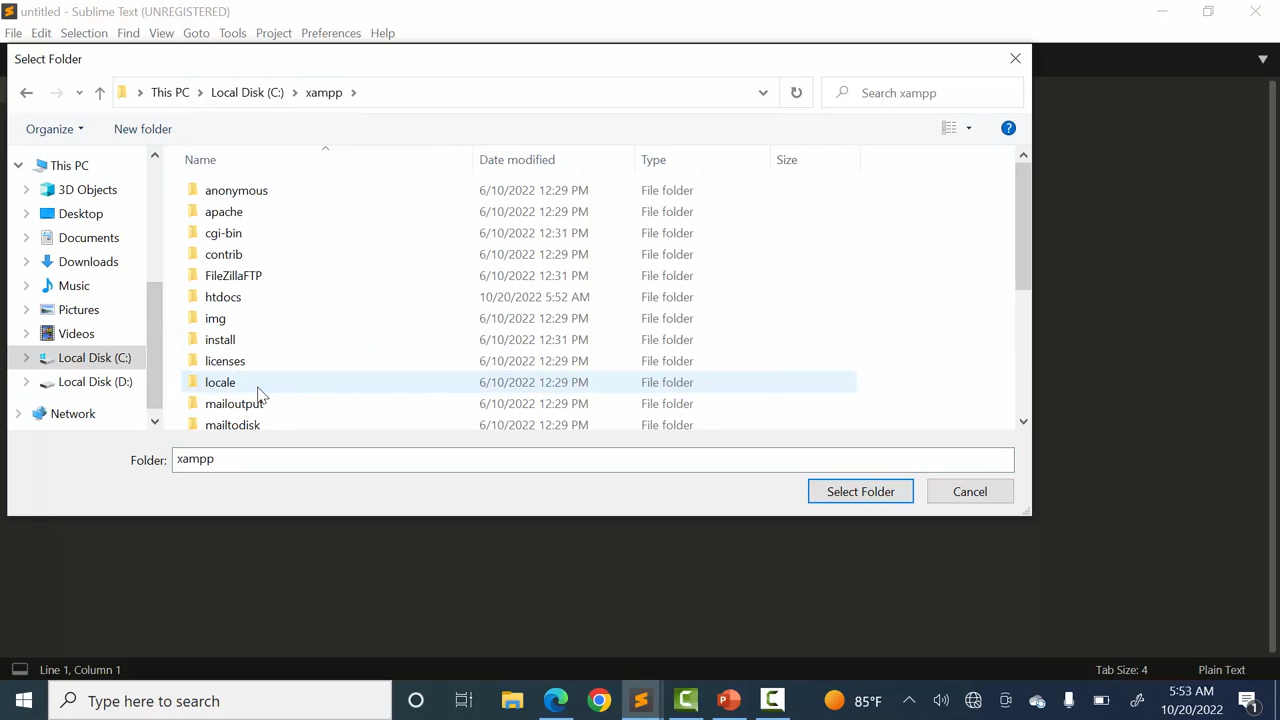 untitled - Sublime Text (UNREGISTERED)
File Edit Selection Find View Goto Tools Project Preferences Help
Select Folder
This PC > Local Disk (C:) > xampp >
Search xampp
Organize
New folder
Name Date modified Type Size
This PC
3D Objects
Desktop
Documents
Downloads
Music
Pictures
Videos
Local Disk (C:)
Local Disk (D:)
Network
anonymous 6/10/2022 12:29 PM File folder
apache 6/10/2022 12:29 PM File folder
cgi-bin 6/10/2022 12:31 PM File folder
contrib 6/10/2022 12:29 PM File folder
FileZillaFTP 6/10/2022 12:31 PM File folder
htdocs 10/20/2022 5:52 AM File folder
img 6/10/2022 12:29 PM File folder
install 6/10/2022 12:31 PM File folder
licenses 6/10/2022 12:29 PM File folder
locale 6/10/2022 12:29 PM File folder
mailoutput 6/10/2022 12:29 PM File folder
mailtodisk 6/10/2022 12:29 PM File folder
Folder: xampp
Select Folder Cancel
Line 1, Column 1
Tab Size: 4 Plain Text
Type here to search
85°F
5:53 AM
10/20/2022
1